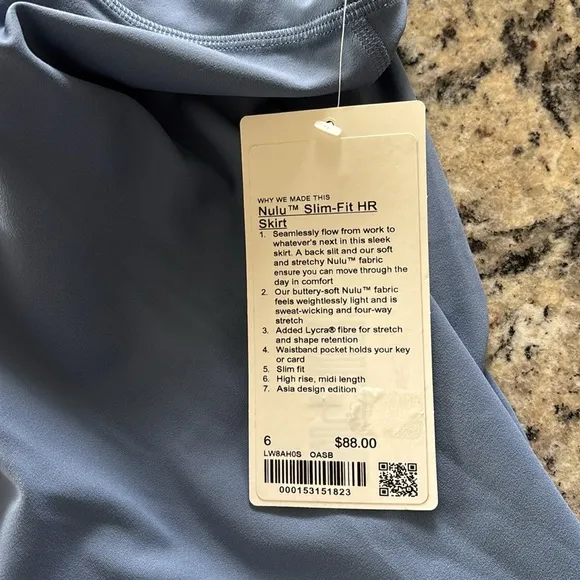 WHY WE MADE THIS
Nulu™ Slim-Fit HR
Skirt
1. Seamlessly flow from work to
whatever's next in this sleek
skirt. A back slit and our soft
and stretchy Nulu™ fabric
ensure you can move through the
day in comfort
2. Our buttery-soft Nulu™ fabric
feels weightlessly light and is
sweat-wicking and four-way
stretch
3. Added Lycra® fibre for stretch
and shape retention
4. Waistband pocket holds your key
or card
5. Slim fit
6. High rise, midi length
7. Asia design edition
6 $88.00
LW8AH0S OASB
000153151823